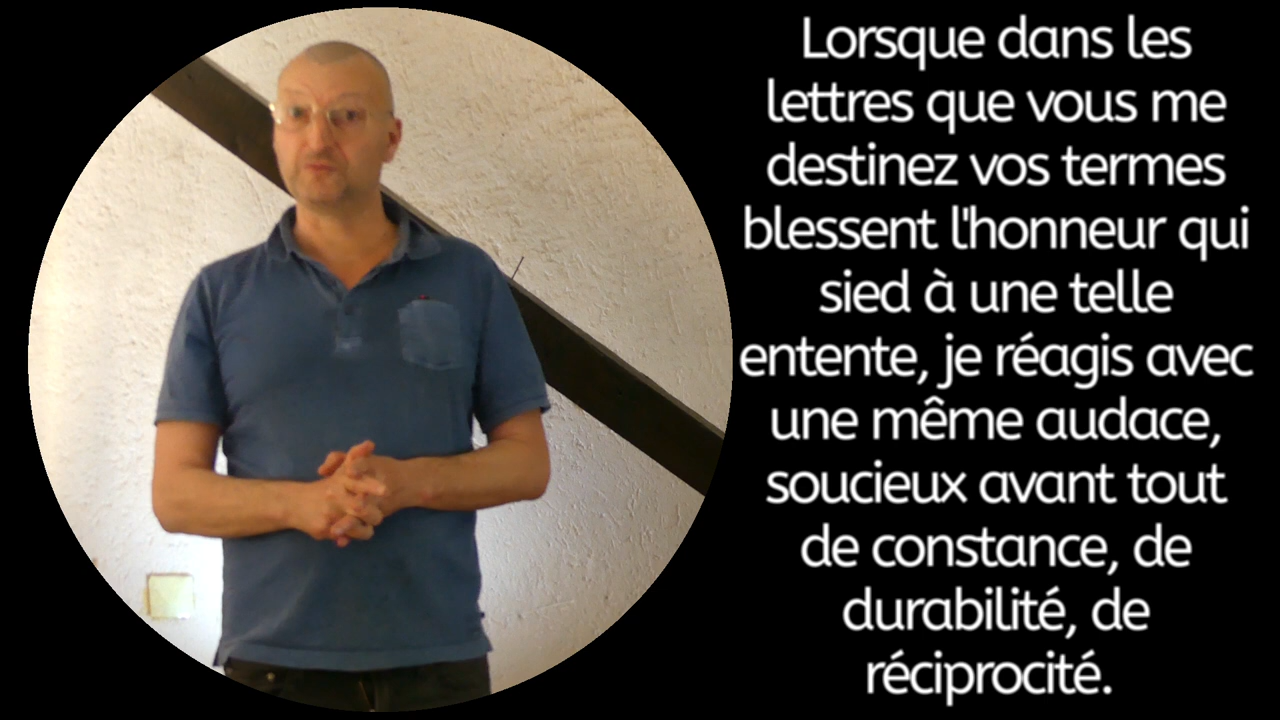 Lorsque dans les
lettres que vous me
destinez vos termes
blessent l'honneur qui
sied à une telle
entente, je réagis avec
une même audace,
soucieux avant tout
de constance, de
durabilité, de
réciprocité.